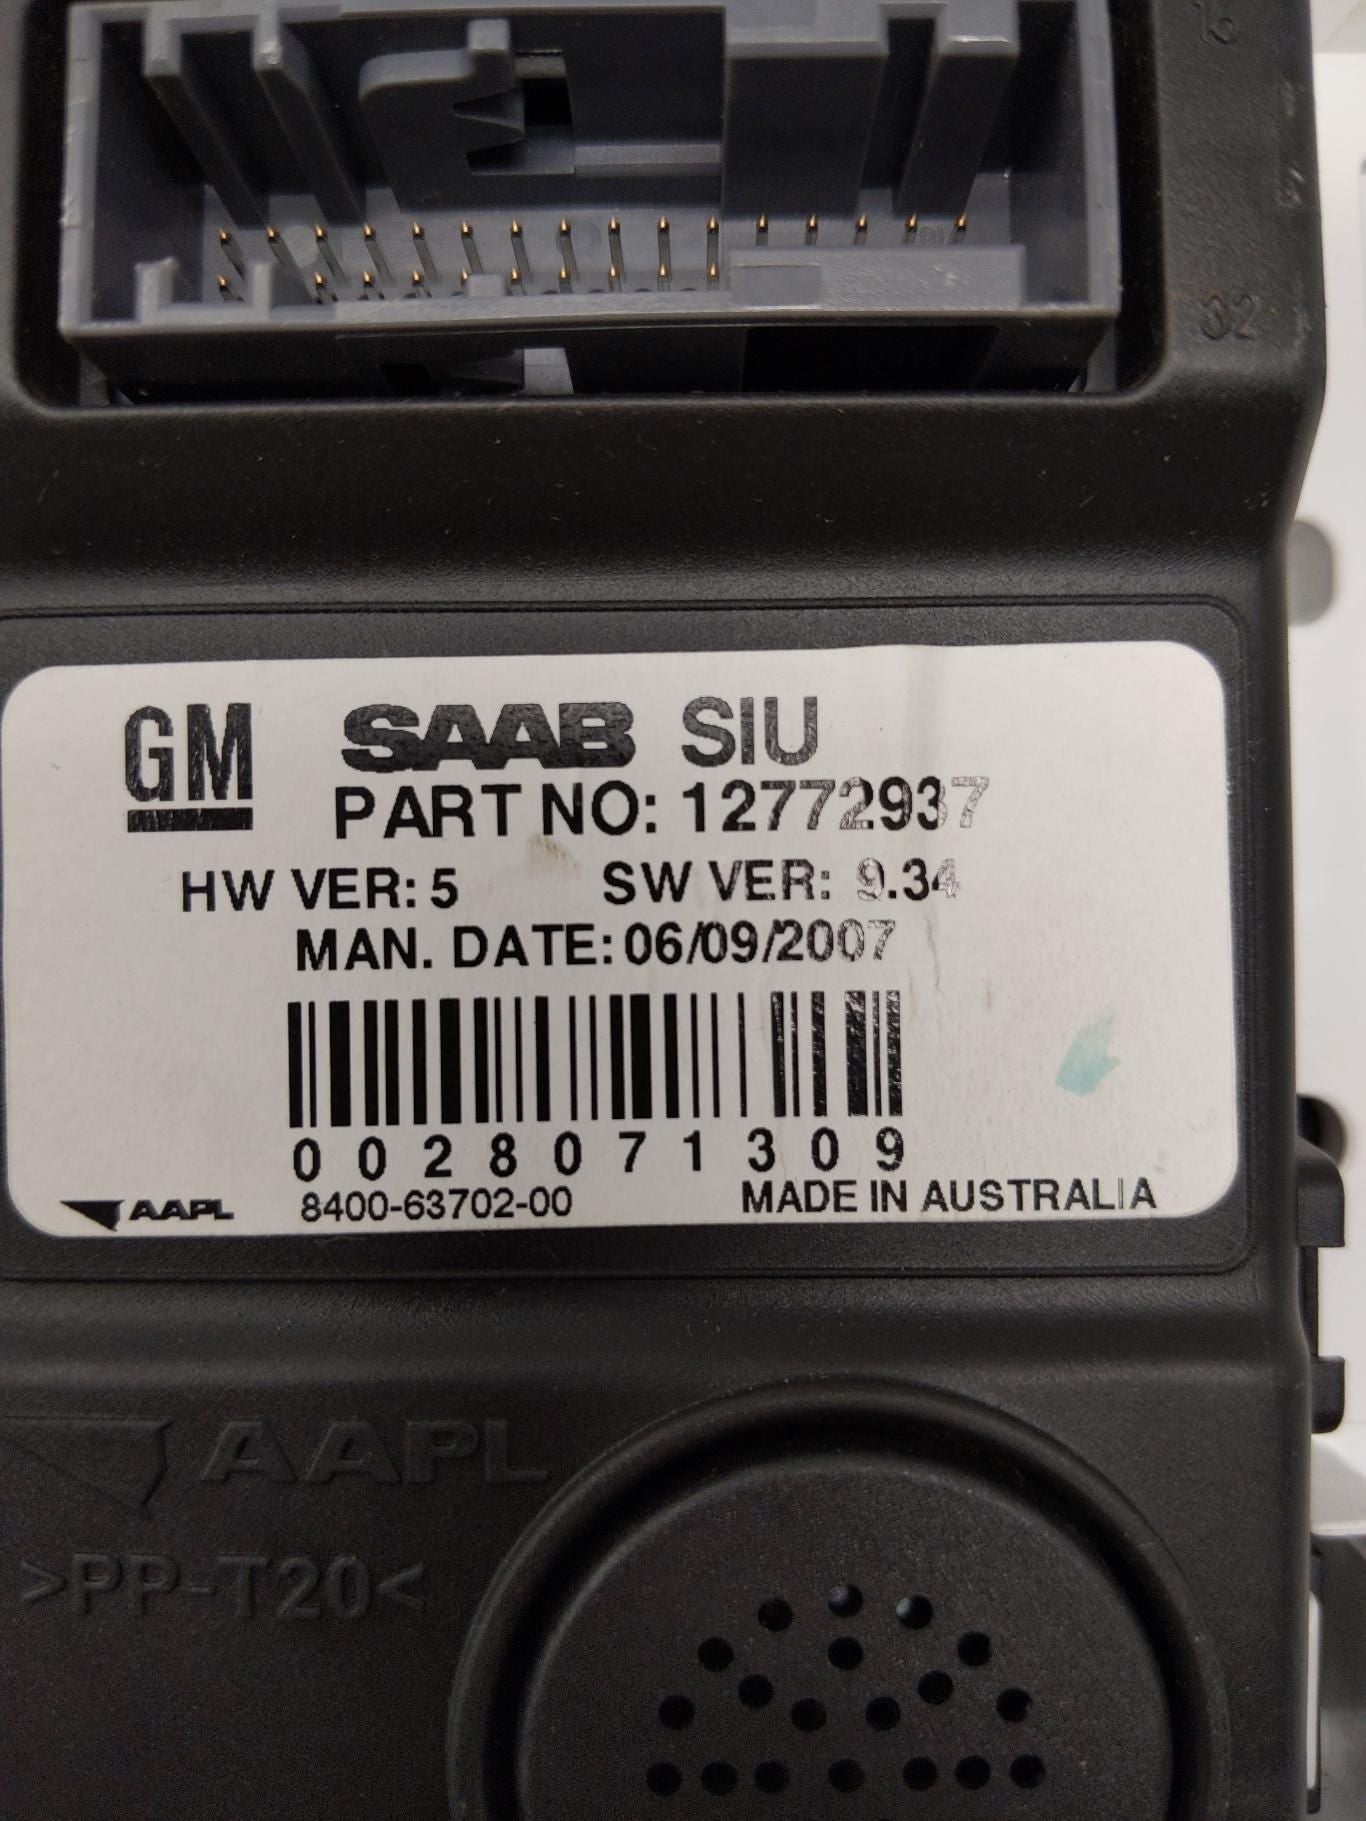 16
32
GM SAAB SIU
PART NO: 12772937
HW VER: 5 SW VER: 9.34
MAN. DATE: 06/09/2007
0028071309
AAPL 8400-63702-00 MADE IN AUSTRALIA
AAPL
>PP-T20<